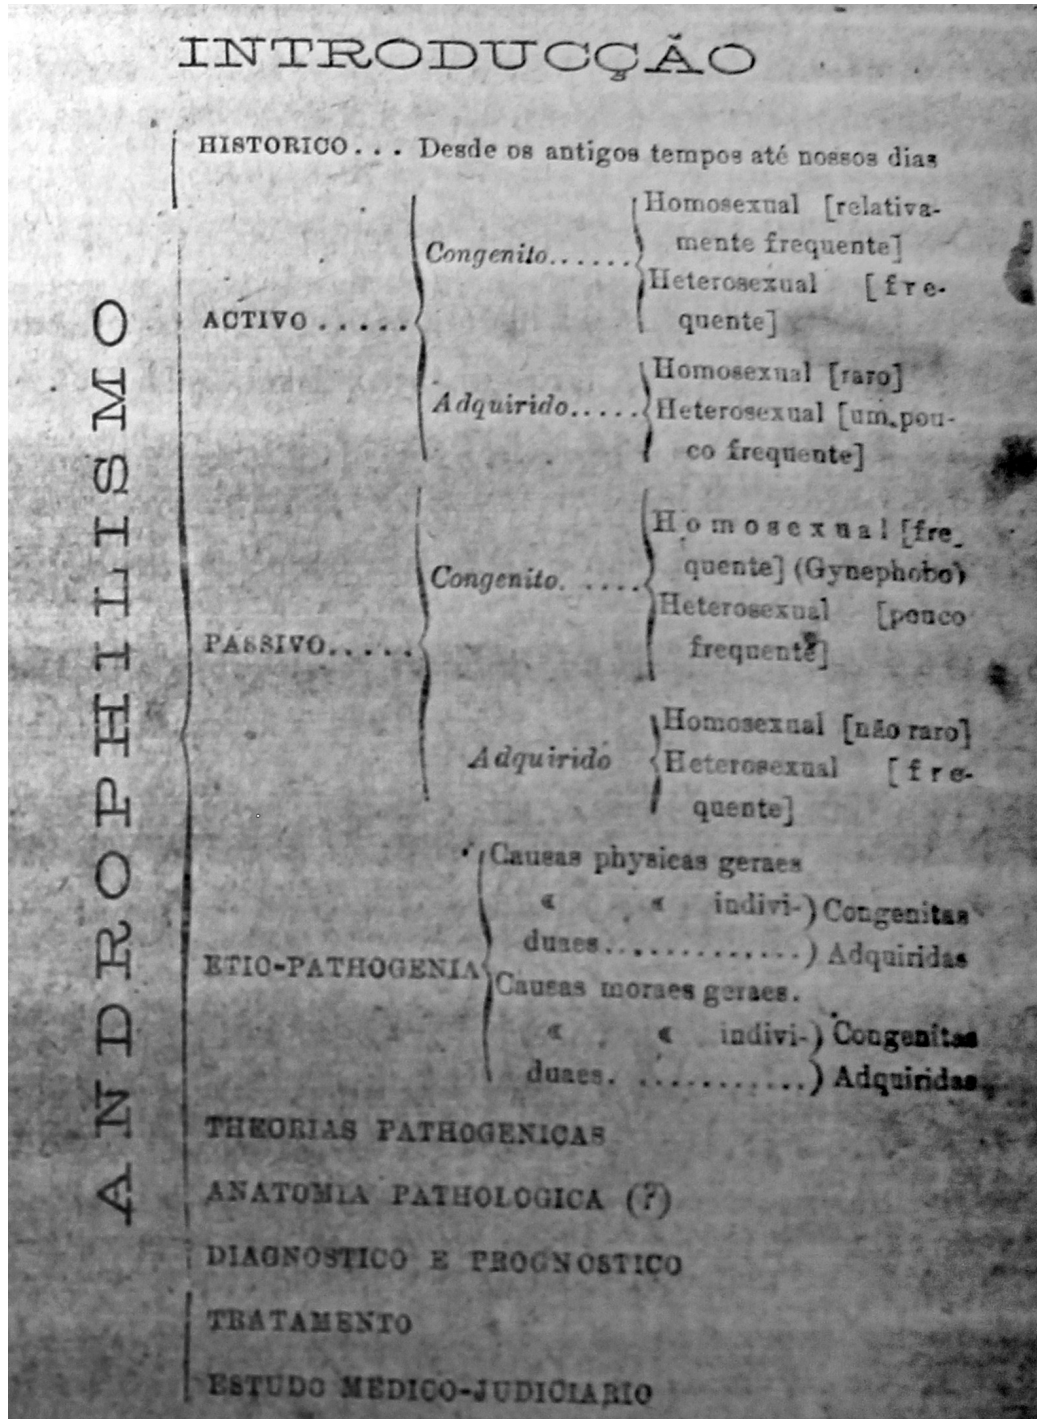 INTRODUCÇÃO
ANDROPHILISMO
HISTORICO... Desde os antigos tempos até nossos dias
ACTIVO.....
Congenito......
Homosexual [relativa-
mente frequente]
Heterosexual [fre-
quente]
Adquirido.....
Homosexual [raro]
Heterosexual [um pou-
co frequente]
PASSIVO.....
Congenito. ....
Homosexual [fre-
quente] (Gynephobo)
Heterosexual [pouco
frequente]
Adquirido
Homosexual [não raro]
Heterosexual [fre-
quente]
ETIO-PATHOGENIA
Causas physicas geraes
« « indivi-) Congenitas
duaes.............) Adquiridas
Causas moraes geraes.
« « indivi-) Congenitas
duaes. ...........) Adquiridas
THEORIAS PATHOGENICAS
ANATOMIA PATHOLOGICA (?)
DIAGNOSTICO E PROGNOSTICO
TRATAMENTO
ESTUDO MEDICO-JUDICIARIO